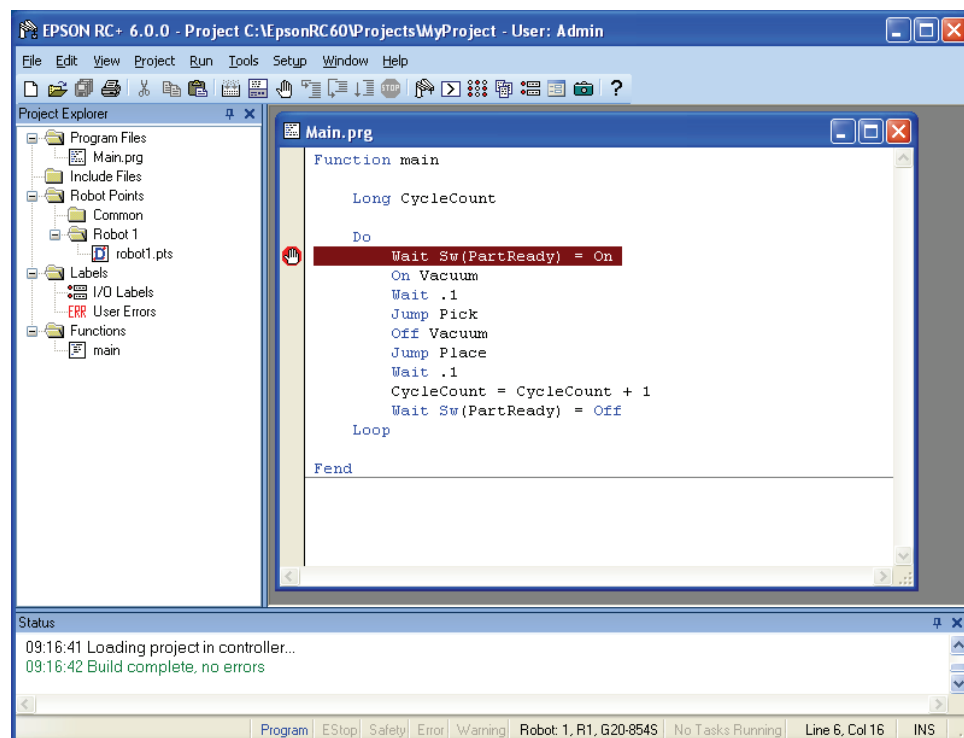 EPSON RC+ 6.0.0 - Project C:\EpsonRC60\Projects\MyProject - User: Admin
File Edit View Project Run Tools Setup Window Help
Project Explorer
Program Files
Main.prg
Include Files
Robot Points
Common
Robot 1
robot1.pts
Labels
I/O Labels
ERR User Errors
Functions
main
Main.prg
Function main
Long CycleCount
Do
Wait Sw(PartReady) = On
On Vacuum
Wait .1
Jump Pick
Off Vacuum
Jump Place
Wait .1
CycleCount = CycleCount + 1
Wait Sw(PartReady) = Off
Loop
Fend
Status
09:16:41 Loading project in controller...
09:16:42 Build complete, no errors
Program EStop Safety Error Warning Robot: 1, R1, G20-854S No Tasks Running Line 6, Col 16 INS